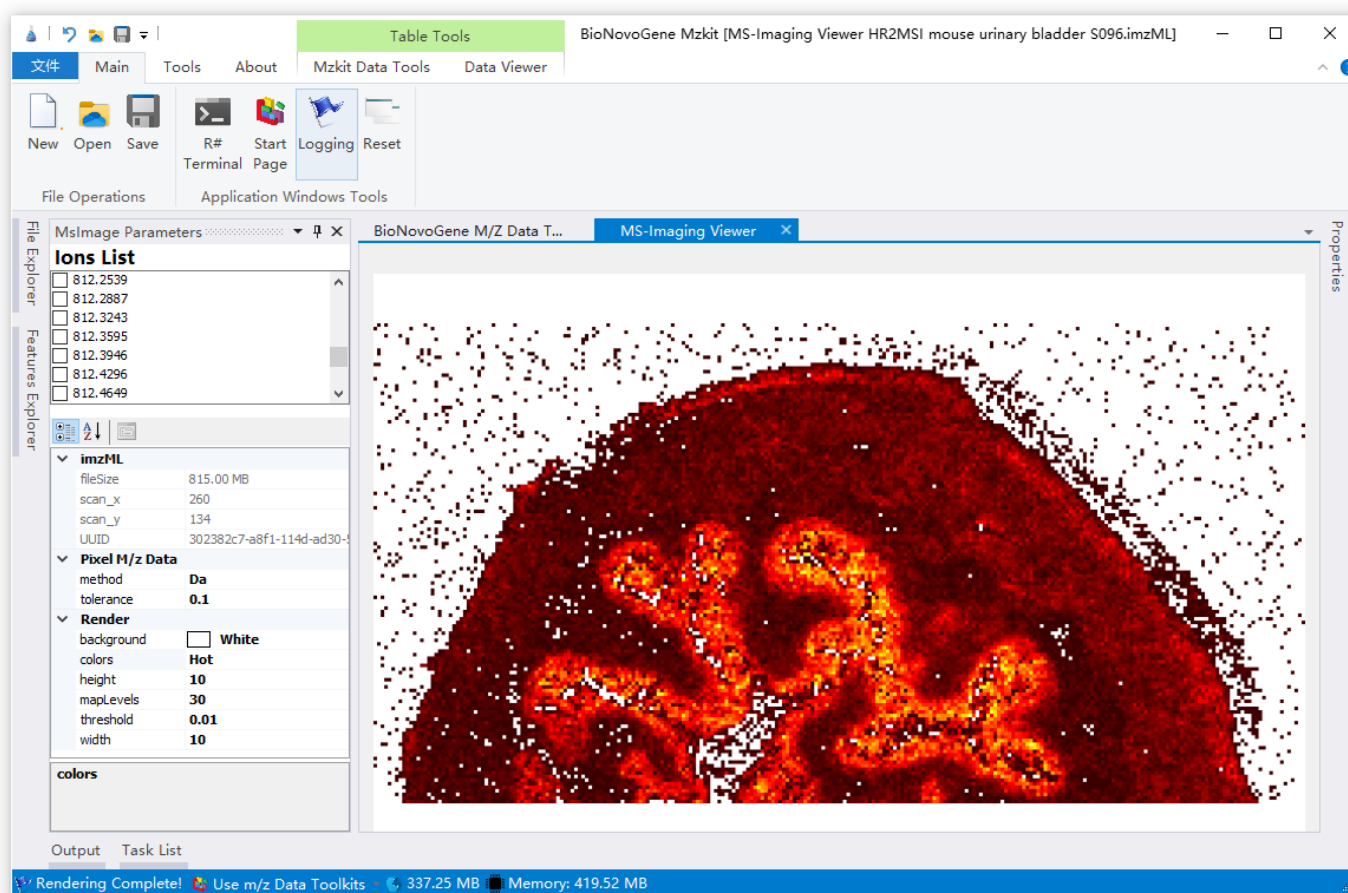 Table Tools
BioNovoGene Mzkit [MS-Imaging Viewer HR2MSI mouse urinary bladder S096.imzML]
文件 Main Tools About Mzkit Data Tools Data Viewer
New Open Save R# Terminal Start Page Logging Reset
File Operations Application Windows Tools
File Explorer
Features Explorer
MsImage Parameters
Ions List
812.2539
812.2887
812.3243
812.3595
812.3946
812.4296
812.4649
imzML
fileSize 815.00 MB
scan_x 260
scan_y 134
UUID 302382c7-a8f1-114d-ad30-
Pixel M/z Data
method Da
tolerance 0.1
Render
background White
colors Hot
height 10
mapLevels 30
threshold 0.01
width 10
colors
BioNovoGene M/Z Data T... MS-Imaging Viewer
Properties
Output Task List
Rendering Complete! Use m/z Data Toolkits 337.25 MB Memory: 419.52 MB